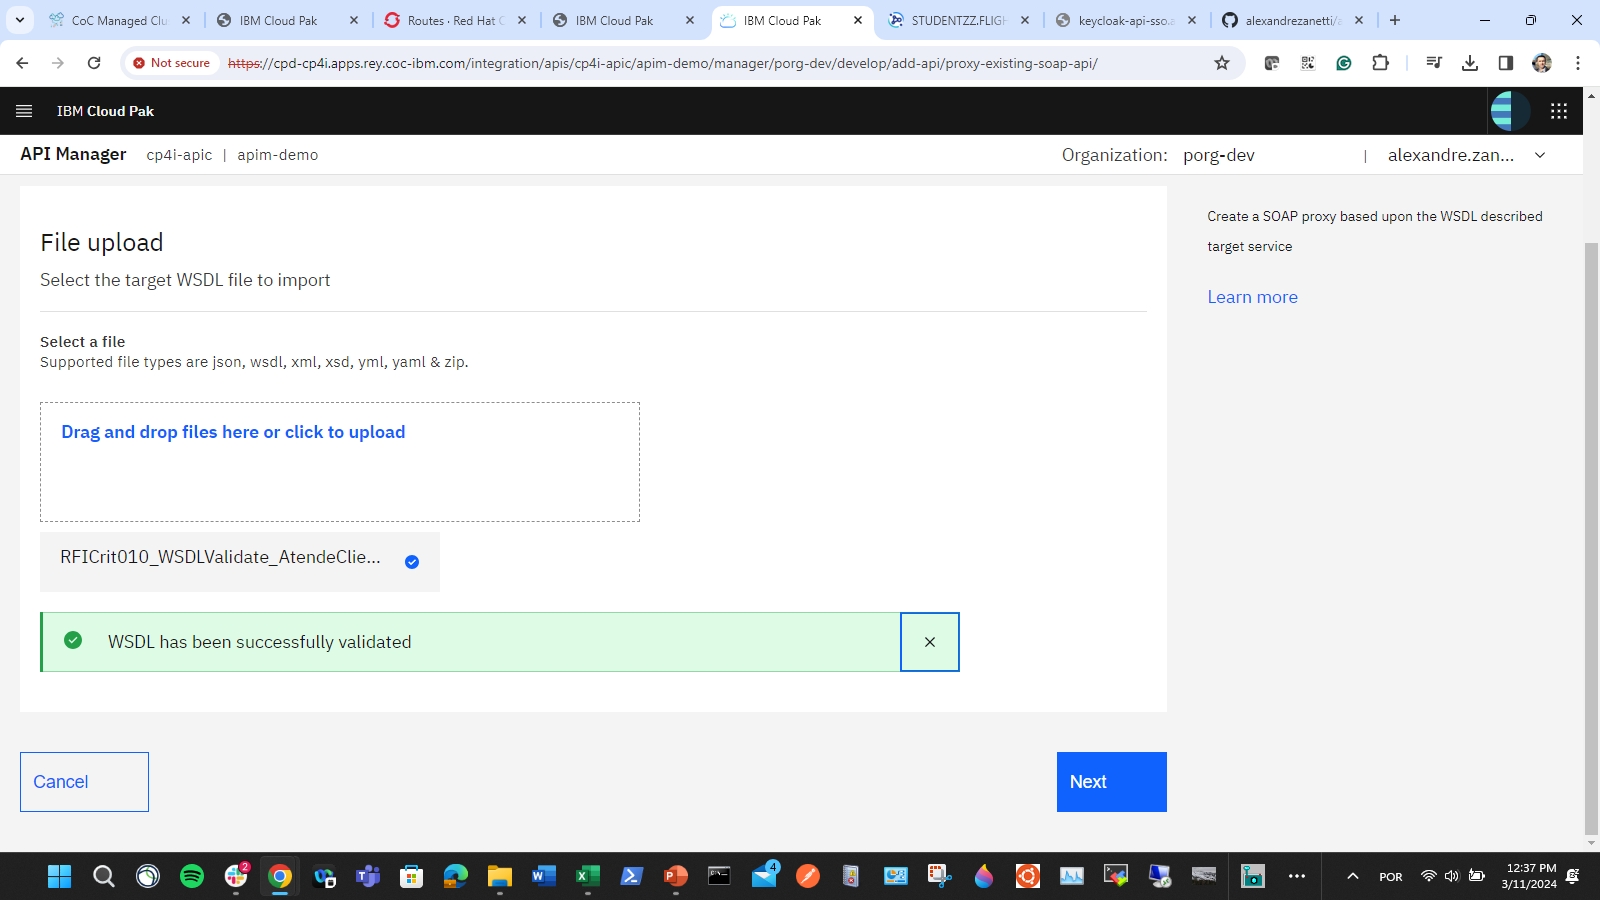 CoC Managed Clu
IBM Cloud Pak
Routes · Red Hat C
IBM Cloud Pak
IBM Cloud Pak
STUDENTZZ.FLIGH
keycloak-api-sso.a
alexandrezanetti/a
Not secure
https://cpd-cp4i.apps.rey.coc-ibm.com/integration/apis/cp4i-apic/apim-demo/manager/porg-dev/develop/add-api/proxy-existing-soap-api/
IBM Cloud Pak
API Manager cp4i-apic | apim-demo
Organization: porg-dev | alexandre.zan...
File upload
Select the target WSDL file to import
Select a file
Supported file types are json, wsdl, xml, xsd, yml, yaml & zip.
Drag and drop files here or click to upload
RFICrit010_WSDLValidate_AtendeClie...
WSDL has been successfully validated
Cancel
Next
Create a SOAP proxy based upon the WSDL described
target service
Learn more
2
4
POR
12:37 PM
3/11/2024